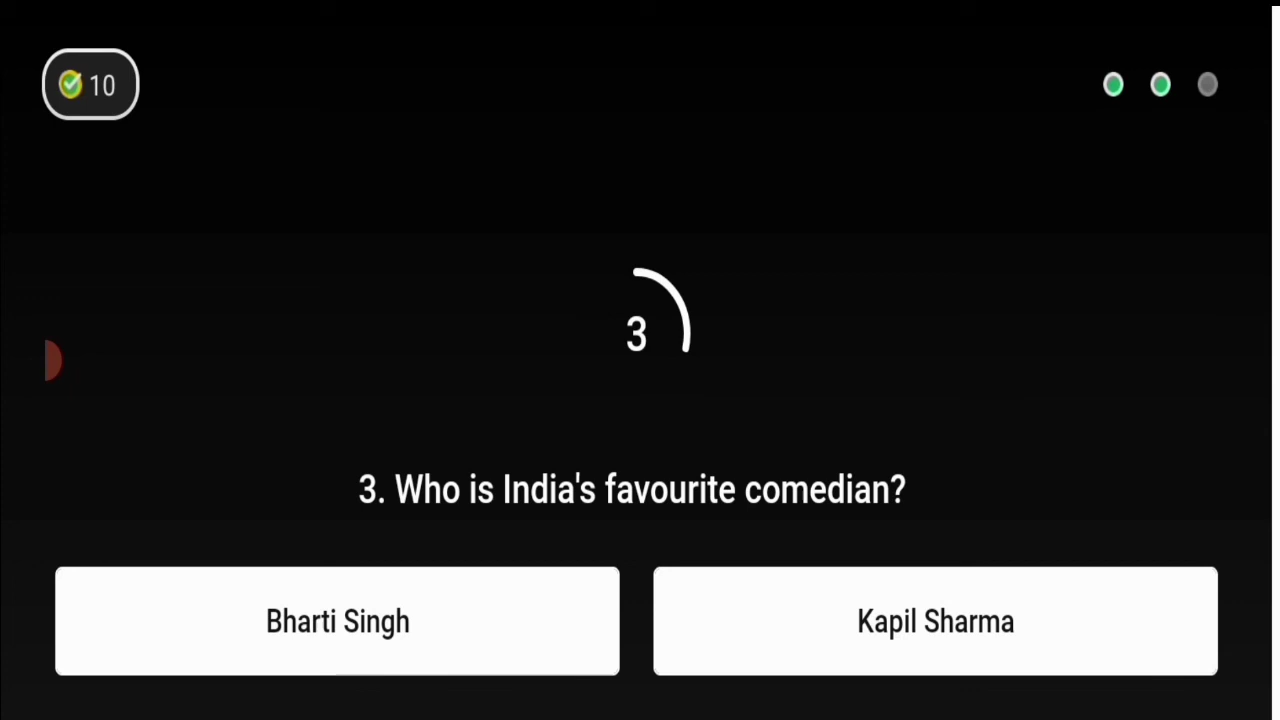 10
3
3. Who is India's favourite comedian?
Bharti Singh
Kapil Sharma